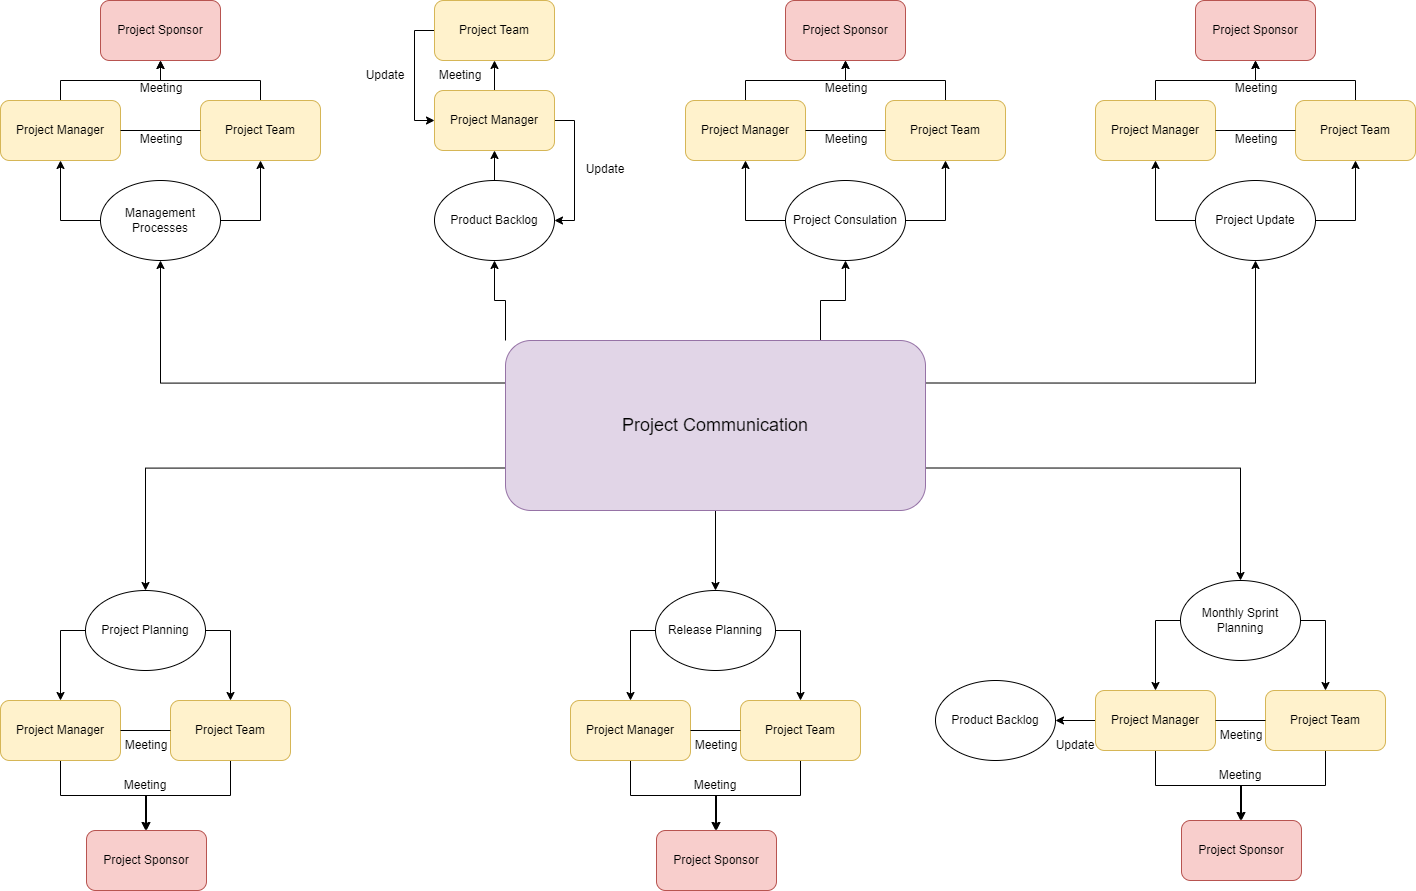 Project Sponsor
Project Team
Project Sponsor
Project Sponsor
Update
Meeting
Meeting
Meeting
Meeting
Project Manager
Meeting
Project Team
Project Manager
Project Manager
Meeting
Project Team
Project Manager
Meeting
Project Team
Update
Management
Processes
Product Backlog
Project Consulation
Project Update
Project Communication
Project Planning
Release Planning
Monthly Sprint
Planning
Project Manager
Meeting
Project Team
Project Manager
Meeting
Project Team
Product Backlog
Update
Project Manager
Meeting
Project Team
Meeting
Meeting
Meeting
Project Sponsor
Project Sponsor
Project Sponsor